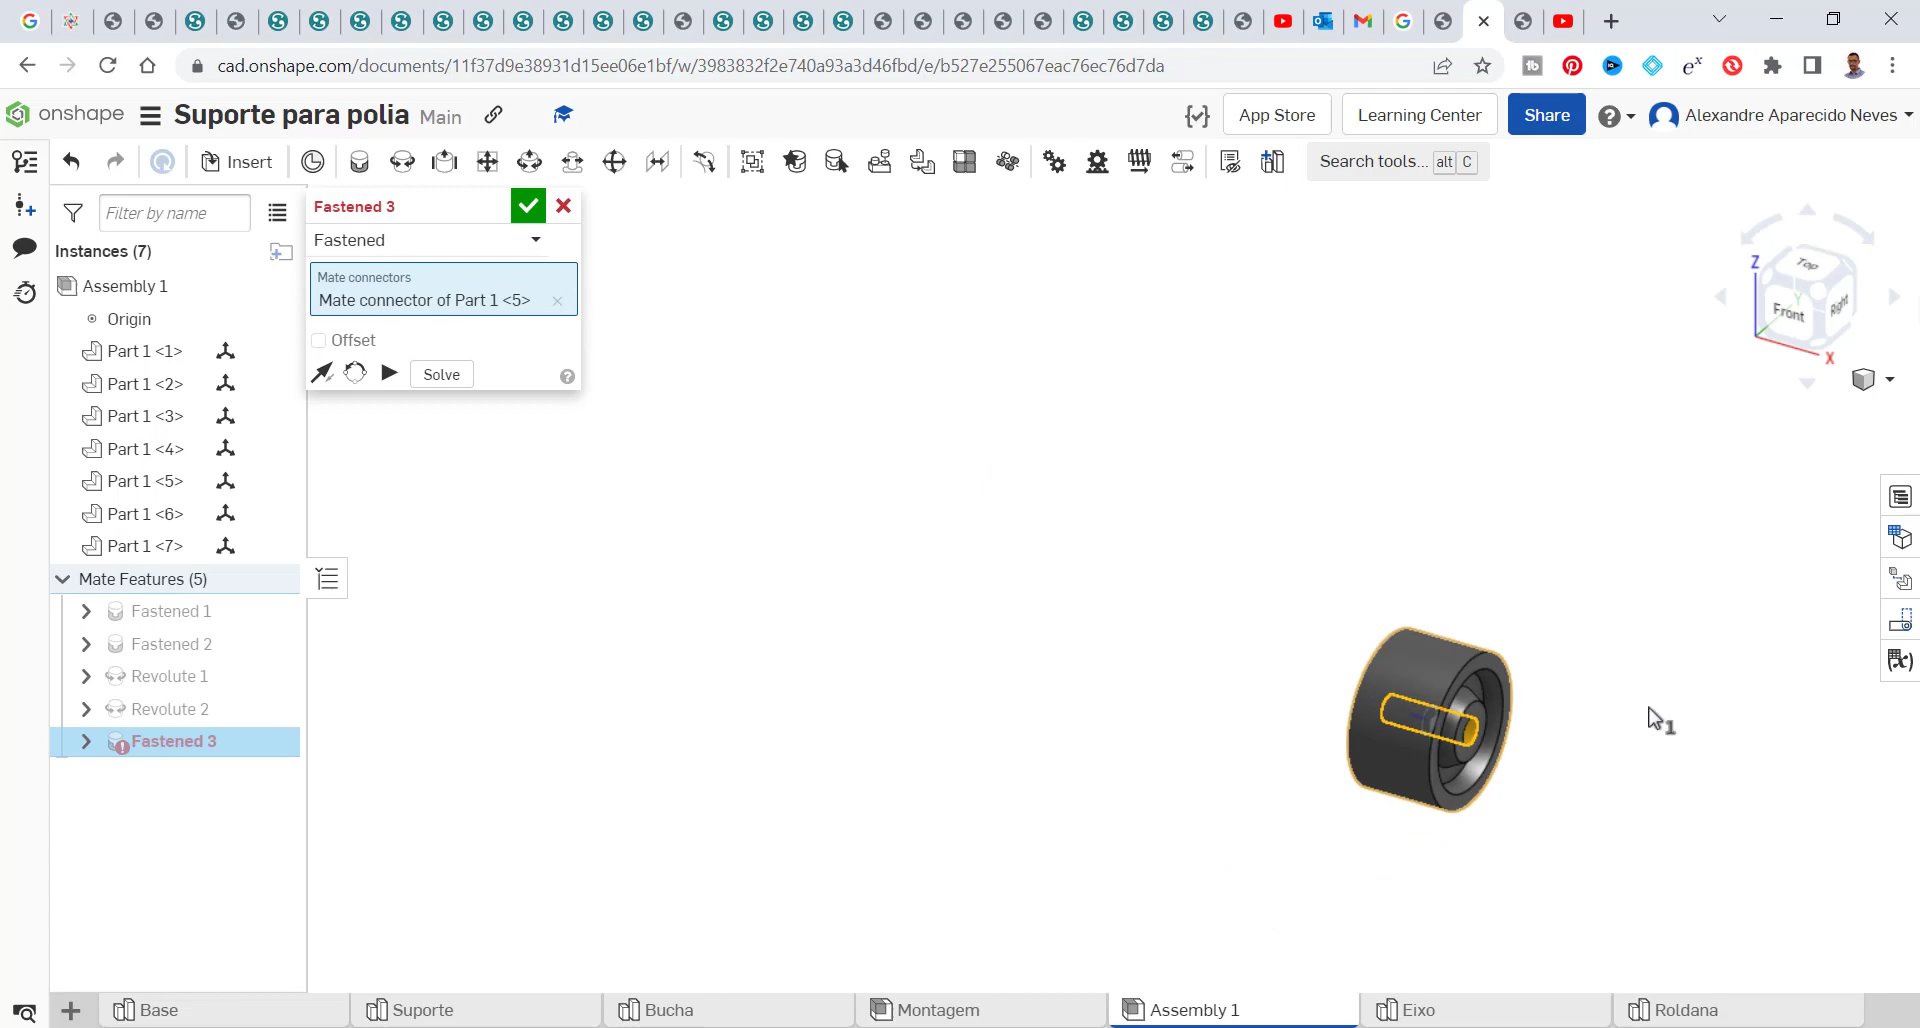 cad.onshape.com/documents/11f37d9e38931d15ee06e1bf/w/3983832f2e740a93a3d46fbd/e/b527e255067eac76ec76d7da
onshape Suporte para polia Main App Store Learning Center Share Alexandre Aparecido Neves
Insert Search tools... alt C
Filter by name
Fastened 3
Fastened
Instances (7)
Mate connectors
Mate connector of Part 1 <5>
Assembly 1
Origin
Offset
Part 1 <1>
Solve
Part 1 <2>
Part 1 <3>
Part 1 <4>
Part 1 <5>
Part 1 <6>
Part 1 <7>
Mate Features (5)
Fastened 1
Fastened 2
Revolute 1
Revolute 2
Fastened 3
Z
Top
Y
Front
Right
X
1
Base Suporte Bucha Montagem Assembly 1 Eixo Roldana